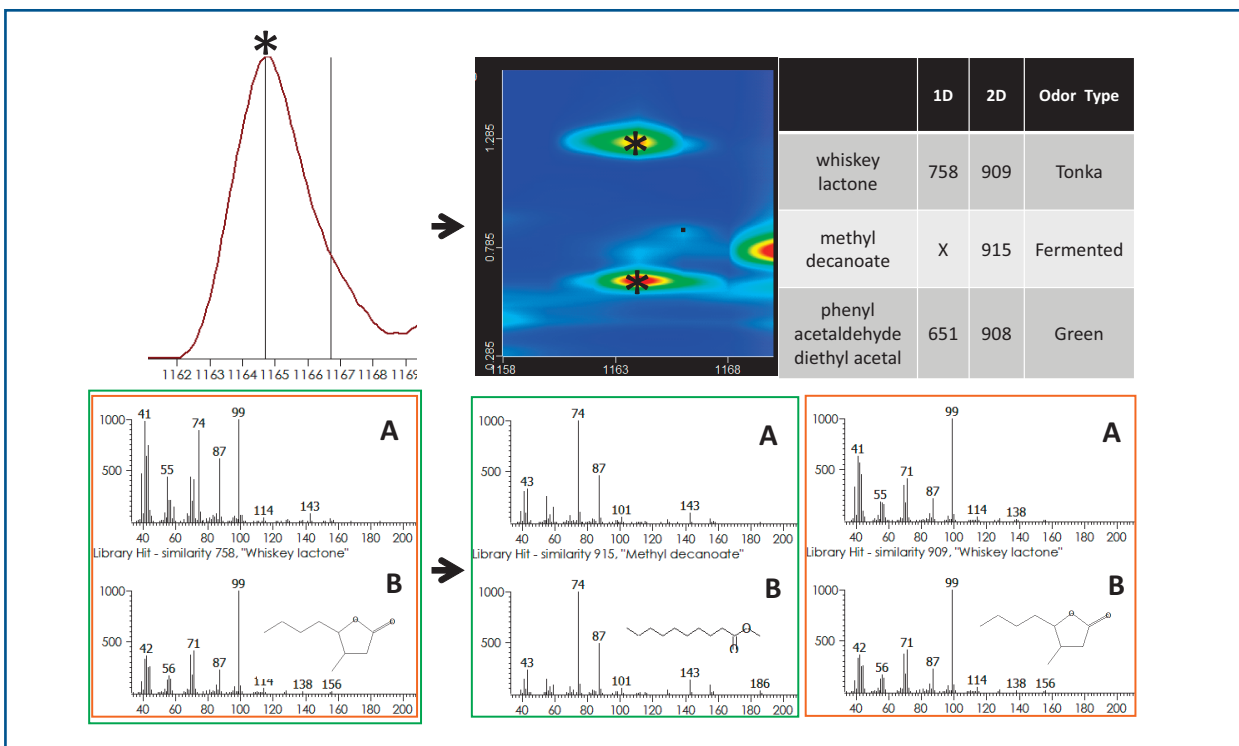 *
1162 1163 1164 1165 1166 1167 1168 1169
1.285
0.785
0.285
1158 1163 1168
*
*
1D 2D Odor Type
whiskey
lactone
758 909 Tonka
methyl
decanoate
X 915 Fermented
phenyl
acetaldehyde
diethyl acetal
651 908 Green
A
1000
500
41
55
74
87
99
114
143
40 60 80 100 120 140 160 180 200
Library Hit - similarity 758, "Whiskey lactone"
B
1000
500
42
56
71
87
99
114
138
156
O
O
40 60 80 100 120 140 160 180 200
A
1000
500
43
74
87
101
143
40 60 80 100 120 140 160 180 200
Library Hit - similarity 915, "Methyl decanoate"
B
1000
500
43
74
87
101
143
186
O
O
40 60 80 100 120 140 160 180 200
A
1000
500
41
55
71
87
99
114
138
40 60 80 100 120 140 160 180 200
Library Hit - similarity 909, "Whiskey lactone"
B
1000
500
42
56
71
87
99
114
138
156
O
O
40 60 80 100 120 140 160 180 200